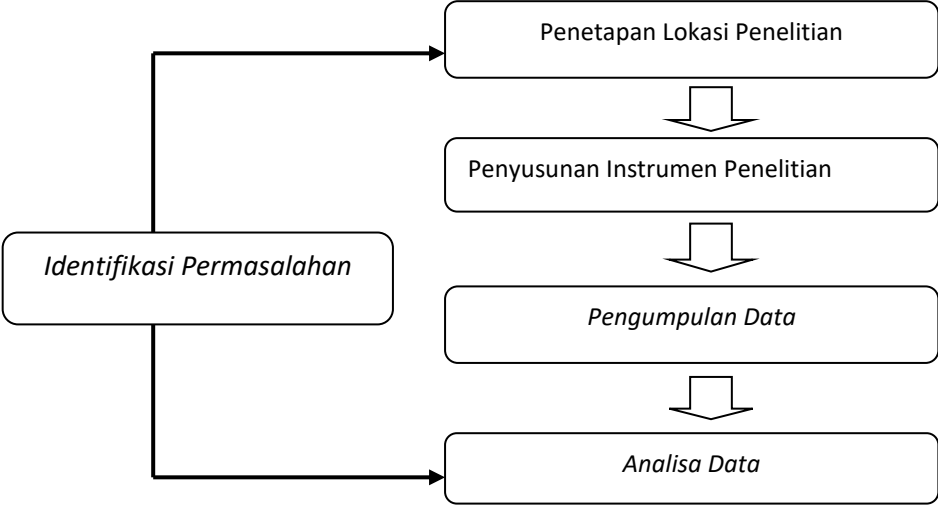 Penetapan Lokasi Penelitian
Penyusunan Instrumen Penelitian
Identifikasi Permasalahan
Pengumpulan Data
Analisa Data